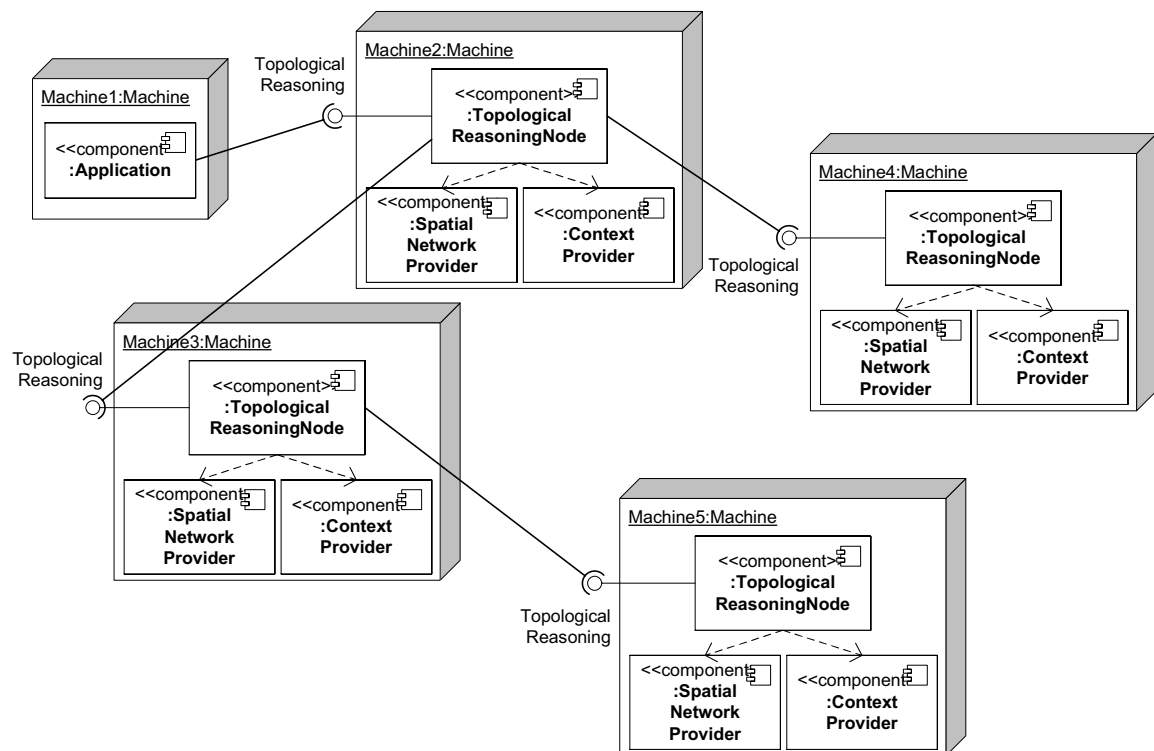 Machine1:Machine
<<component
:Application
Topological
Reasoning
Machine2:Machine
<<component>
:Topological
ReasoningNode
<<component
:Spatial
Network
Provider
<<component
:Context
Provider
Machine4:Machine
<<component>
:Topological
ReasoningNode
Topological
Reasoning
<<component
:Spatial
Network
Provider
<<component
:Context
Provider
Machine3:Machine
Topological
Reasoning
<<component>
:Topological
ReasoningNode
<<component
:Spatial
Network
Provider
<<component
:Context
Provider
Machine5:Machine
<<component>
:Topological
ReasoningNode
Topological
Reasoning
<<component
:Spatial
Network
Provider
<<component
:Context
Provider